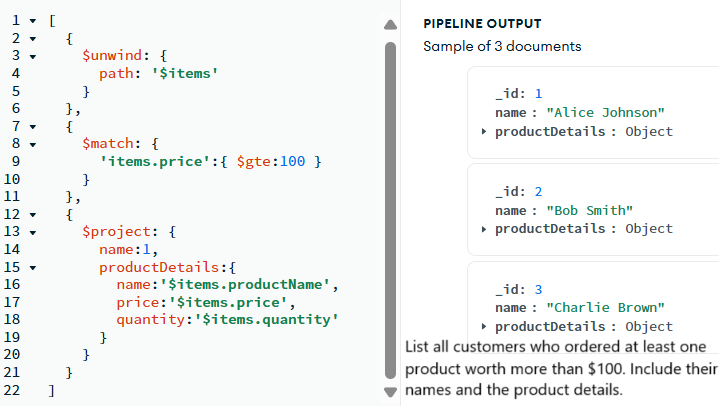 1 [
2 {
3 $unwind: {
4 path: '$items'
5 }
6 },
7 {
8 $match: {
9 'items.price':{ $gte:100 }
10 }
11 },
12 {
13 $project: {
14 name:1,
15 productDetails:{
16 name:'$items.productName',
17 price:'$items.price',
18 quantity:'$items.quantity'
19 }
20 }
21 }
22 ]
PIPELINE OUTPUT
Sample of 3 documents
_id: 1
name : "Alice Johnson"
productDetails : Object
_id: 2
name : "Bob Smith"
productDetails : Object
_id: 3
name : "Charlie Brown"
productDetails : Object
List all customers who ordered at least one
product worth more than $100. Include their
names and the product details.